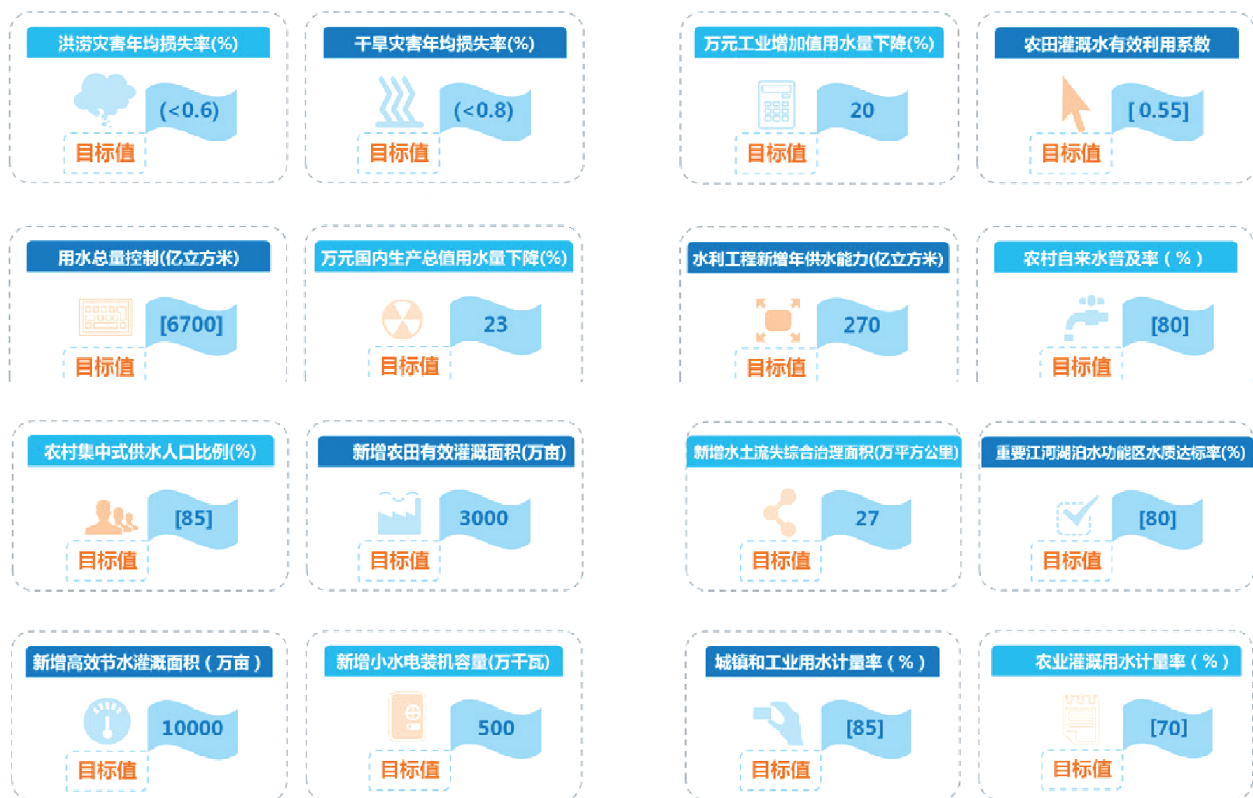 洪涝灾害年均损失率(%)
(<0.6)
目标值
干旱灾害年均损失率(%)
(<0.8)
目标值
万元工业增加值用水量下降(%)
20
目标值
农田灌溉水有效利用系数
[ 0.55]
目标值
用水总量控制(亿立方米)
[6700]
目标值
万元国内生产总值用水量下降(%)
23
目标值
水利工程新增年供水能力(亿立方米)
270
目标值
农村自来水普及率（%）
[80]
目标值
农村集中式供水人口比例(%)
[85]
目标值
新增农田有效灌溉面积(万亩)
3000
目标值
新增水土流失综合治理面积(万平方公里)
27
目标值
重要江河湖泊水功能区水质达标率(%)
[80]
目标值
新增高效节水灌溉面积（万亩）
10000
目标值
新增小水电装机容量(万千瓦)
500
目标值
城镇和工业用水计量率（%）
[85]
目标值
农业灌溉用水计量率（%）
[70]
目标值